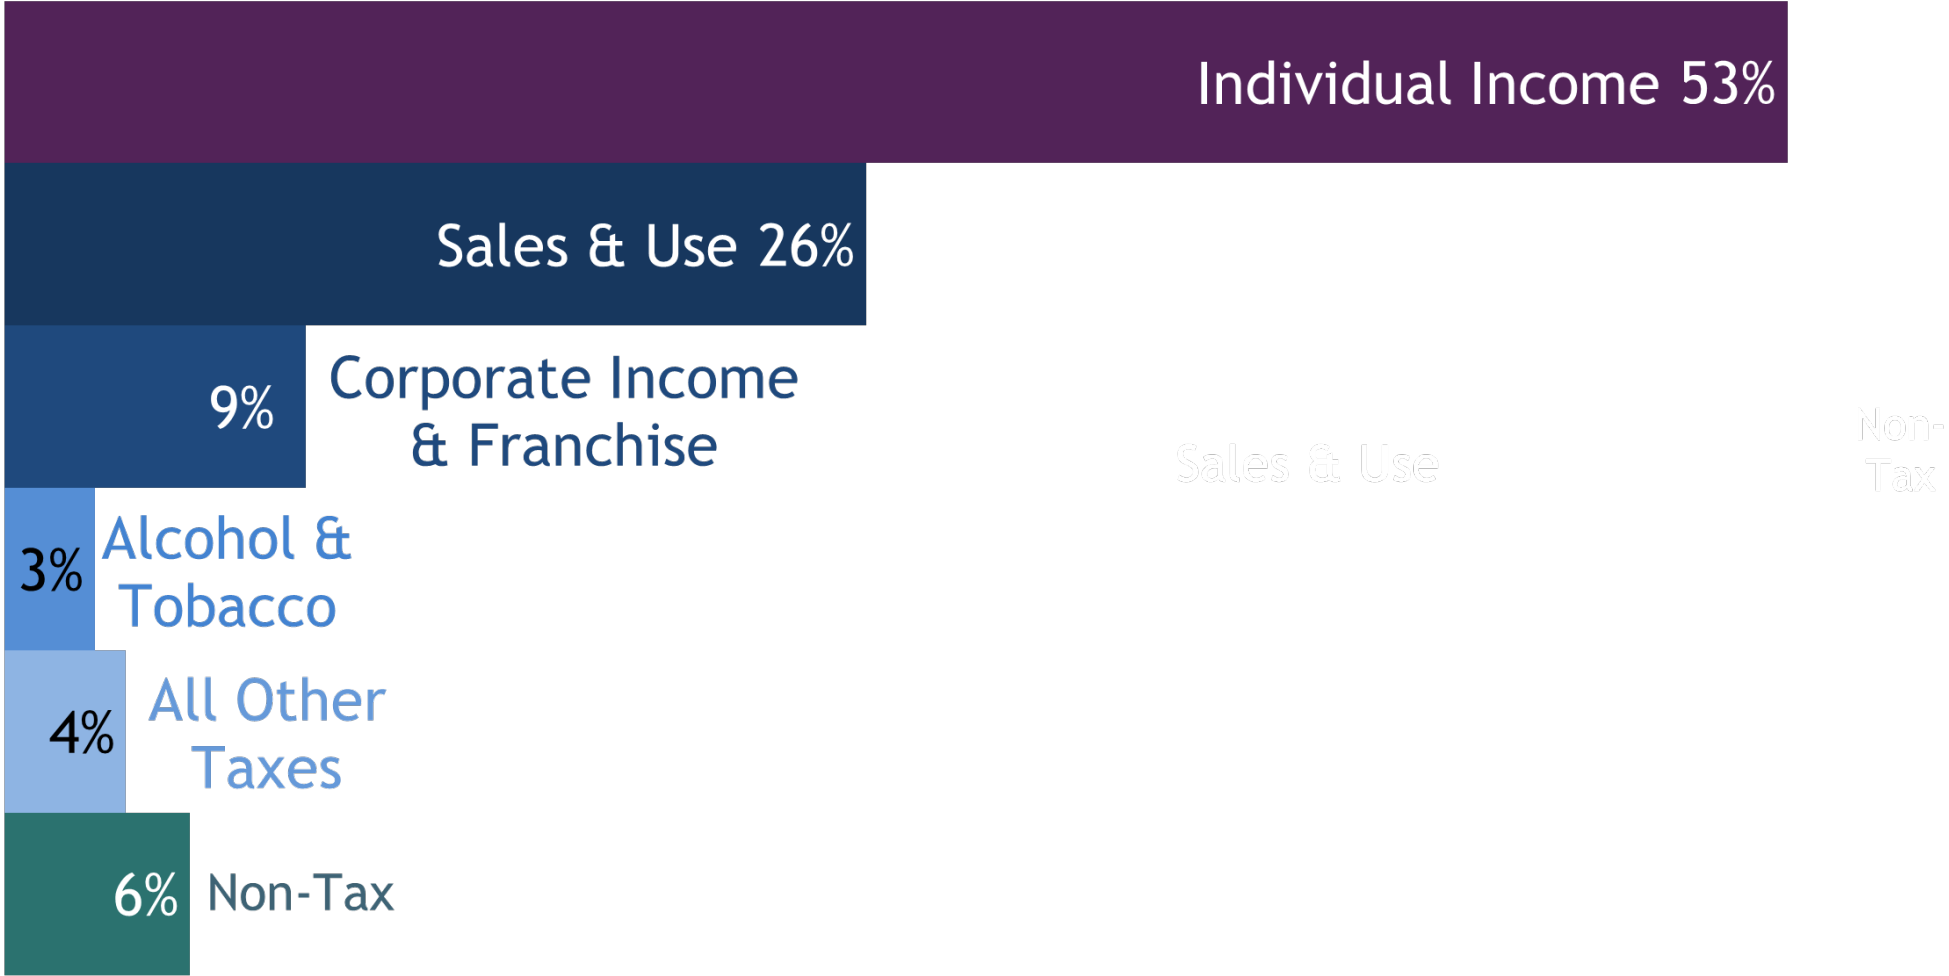 Individual Income 53%
Sales & Use 26%
9%
Corporate Income
& Franchise
Sales & Use
Non-
Tax
3%
Alcohol &
Tobacco
4%
All Other
Taxes
6%
Non-Tax